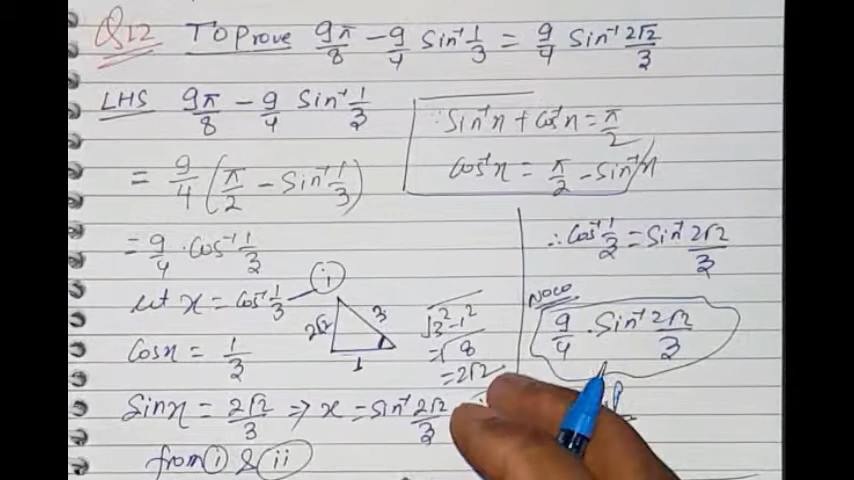 Q12 To Prove 9π/8 - 9/4 Sin⁻¹ 1/3 = 9/4 Sin⁻¹ 2√2/3
LHS 9π/8 - 9/4 Sin⁻¹ 1/3
= 9/4 (π/2 - Sin⁻¹ 1/3)
= 9/4 · Cos⁻¹ 1/3
let x = Cos⁻¹ 1/3 — i
Cosx = 1/3
Sinx = 2√2/3 ⇒ x = Sin⁻¹ 2√2/3
from i & ii
2√2
3
1
√3²-1²
= √8
= 2√2
∵ Sin⁻¹x + Cos⁻¹x = π/2
Cos⁻¹x = π/2 - Sin⁻¹x
∴ Cos⁻¹ 1/3 = Sin⁻¹ 2√2/3
Now
9/4 · Sin⁻¹ 2√2/3